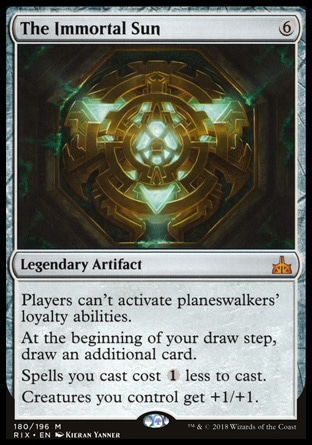 The Immortal Sun 6
Legendary Artifact
Players can't activate planeswalkers'
loyalty abilities.
At the beginning of your draw step,
draw an additional card.
Spells you cast cost 1 less to cast.
Creatures you control get +1/+1.
180/196 M
RIX • EN KIERAN YANNER
™ & © 2018 Wizards of the Coast